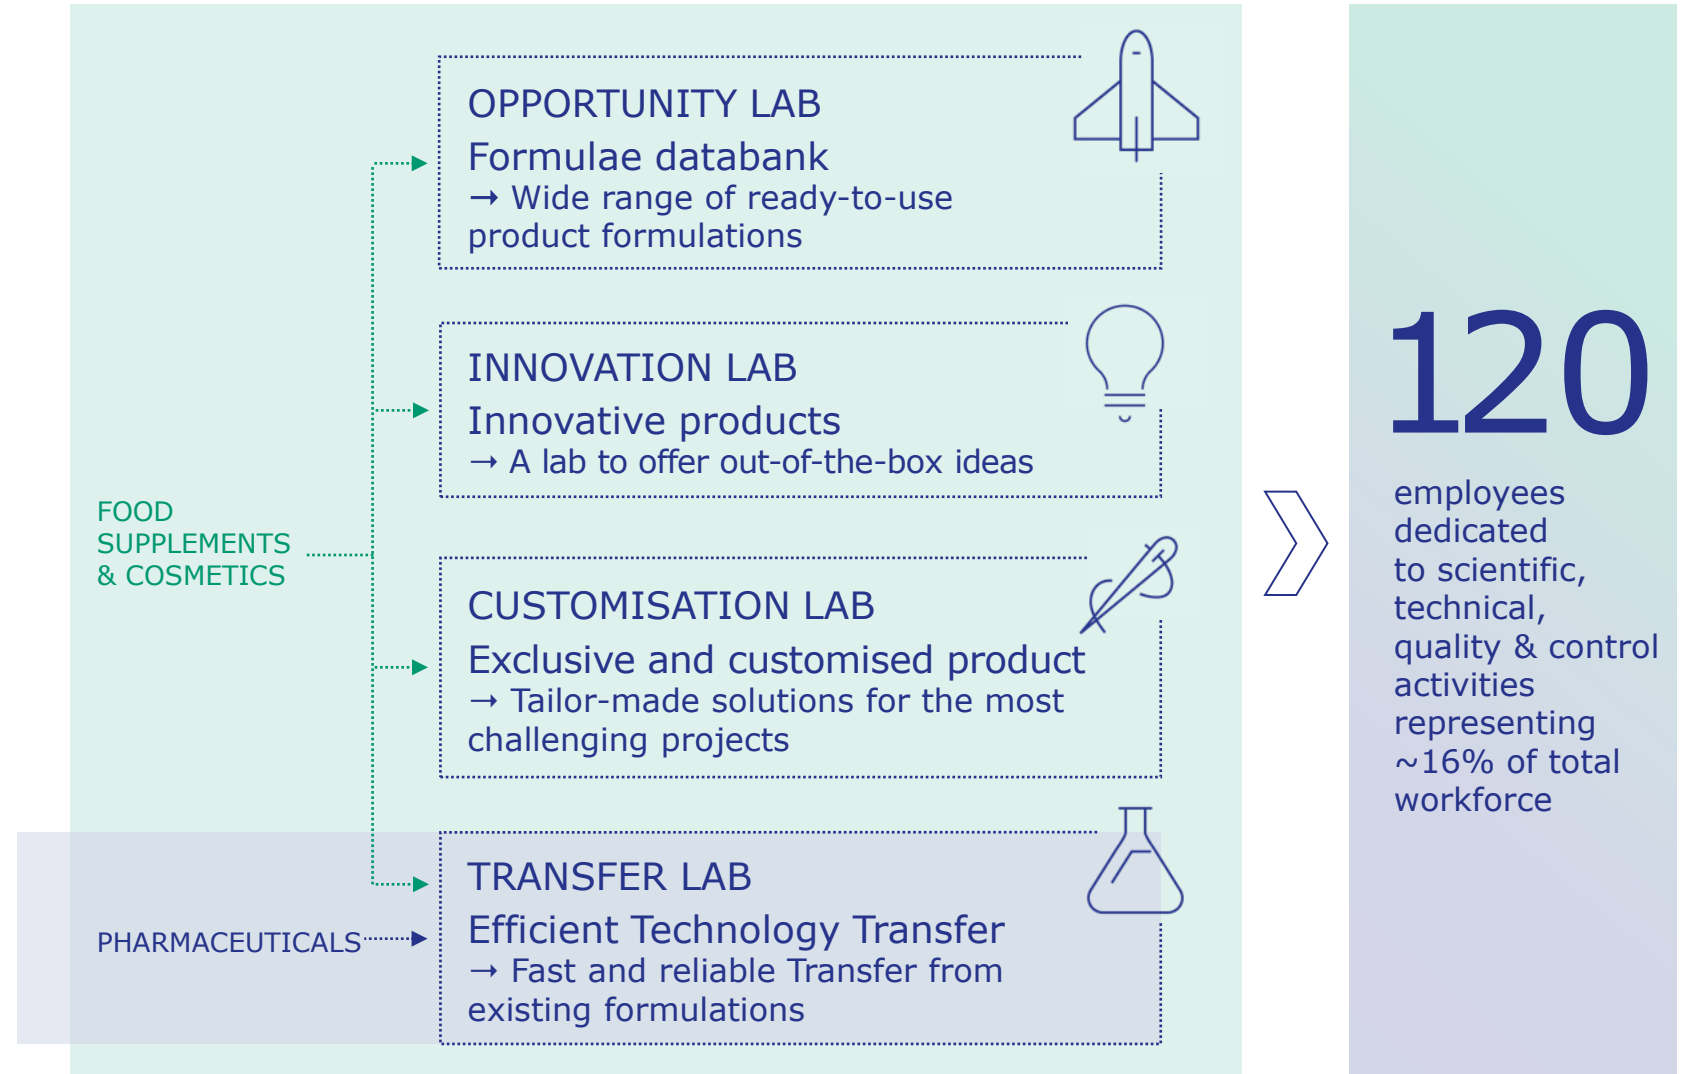 OPPORTUNITY LAB
Formulae databank
→ Wide range of ready-to-use
product formulations
INNOVATION LAB
Innovative products
→ A lab to offer out-of-the-box ideas
FOOD
SUPPLEMENTS
& COSMETICS
CUSTOMISATION LAB
Exclusive and customised product
→ Tailor-made solutions for the most
challenging projects
TRANSFER LAB
Efficient Technology Transfer
→ Fast and reliable Transfer from
existing formulations
PHARMACEUTICALS
120
employees
dedicated
to scientific,
technical,
quality & control
activities
representing
~16% of total
workforce